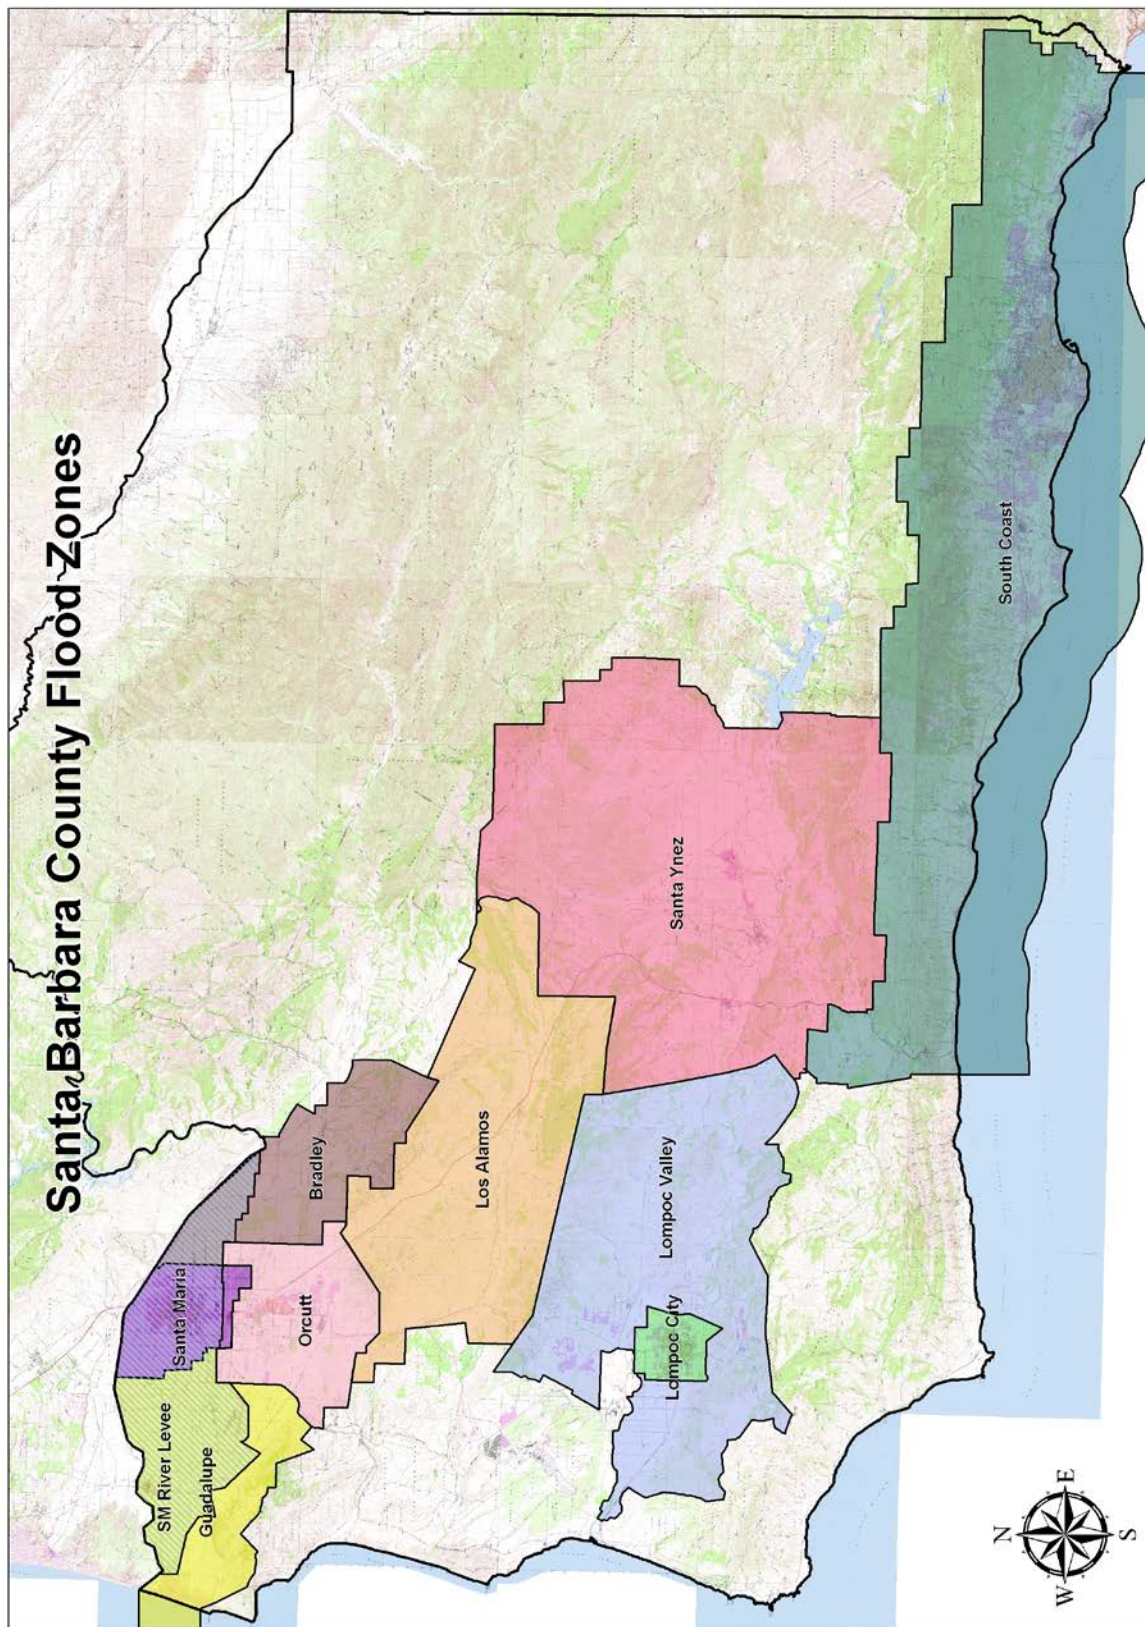 Santa Barbara County Flood Zones
SM River Levee
Guadalupe
Santa Maria
Orcutt
Bradley
Los Alamos
Lompoc Valley
Lompoc City
Santa Ynez
South Coast
N
W
E
S